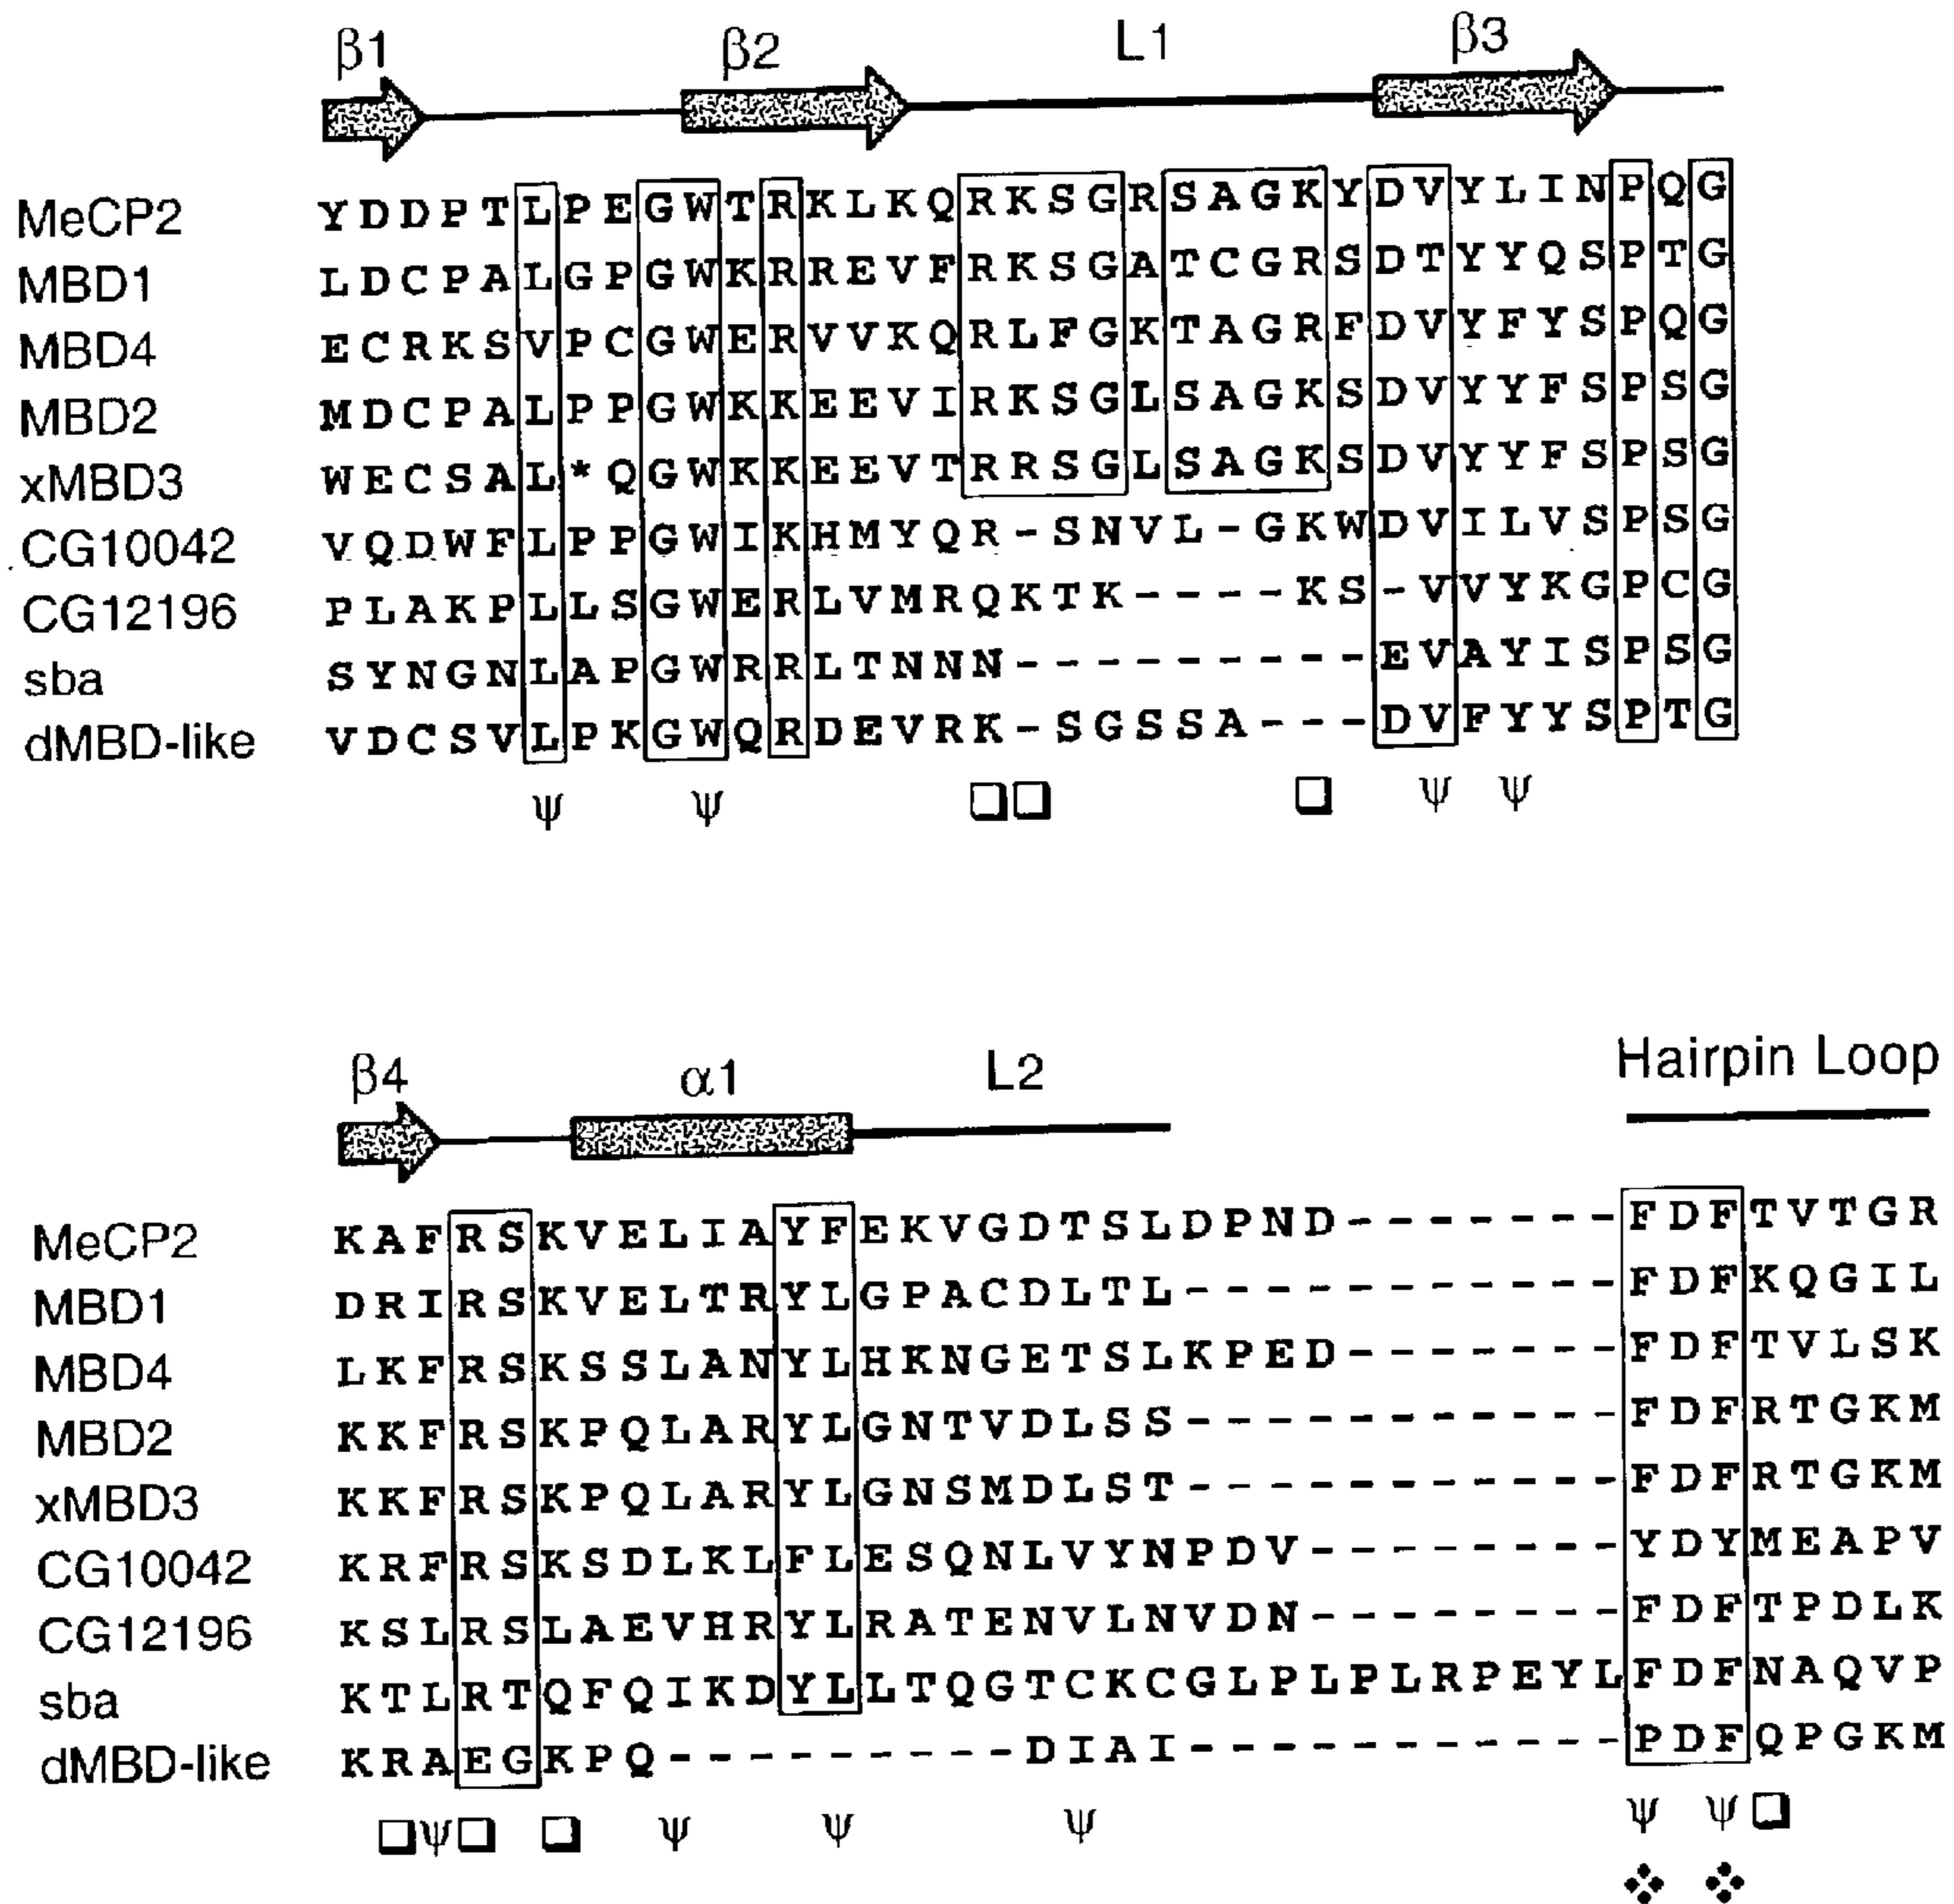 β1 β2 L1 β3
MeCP2 YDDPTLPEGWTRKLKQRKSGRSAGKYDVYLINPQG
MBD1 LDCPALGPGWKRREVFRKSGATCGRSDTYYQSPTG
MBD4 ECRKSVPCGWERVVKQRLFGKTAGRFDVYFYSPQG
MBD2 MDCPALPPGWKKEEVIRKSGLSAGKSDVYYFSPSG
xMBD3 WECSAL*QGWKKEEVTRRSGLSAGKSDVYYFSPSG
CG10042 VQDWFLPPGWIKHMYQR-SNVL-GKWDVILVSPSG
CG12196 PLAKPLLSGWERLVMRQKTK----KS-VVYKGPCG
sba SYNGNLAPGWRRLTNNN---------EVAYISPSG
dMBD-like VDCSVLPKGWQRDEVRK-SGSSA---DVFYYSPTG
ψ ψ ❑ ❑ ❑ ψ ψ
β4 α1 L2 Hairpin Loop
MeCP2 KAFRSKVELIAYFEKVGDTSLDPND-------FDFTVTGR
MBD1 DRIRSKVELTRYLGPACDLTL-----------FDFKQGIL
MBD4 LKFRSKSSLANYLHKNGETSLKPED-------FDFTVLSK
MBD2 KKFRSKPQLARYLGNTVDLSS-----------FDFRTGKM
xMBD3 KKFRSKPQLARYLGNSMDLST-----------FDFRTGKM
CG10042 KRFRSKSDLKLFLESQNLVYNPDV--------YDYMEAPV
CG12196 KSLRSLAEVHRYLRATENVLNVDN--------FDFTPDLK
sba KTLRTQFQIKDYLLTQGTCKCGLPLPLRPEYLFDFNAQVP
dMBD-like KRAEGKPQ---------DIAI-----------PDFQPGKM
❑ ψ ❑ ❑ ψ ψ ψ ψ ψ ❑
❖ ❖